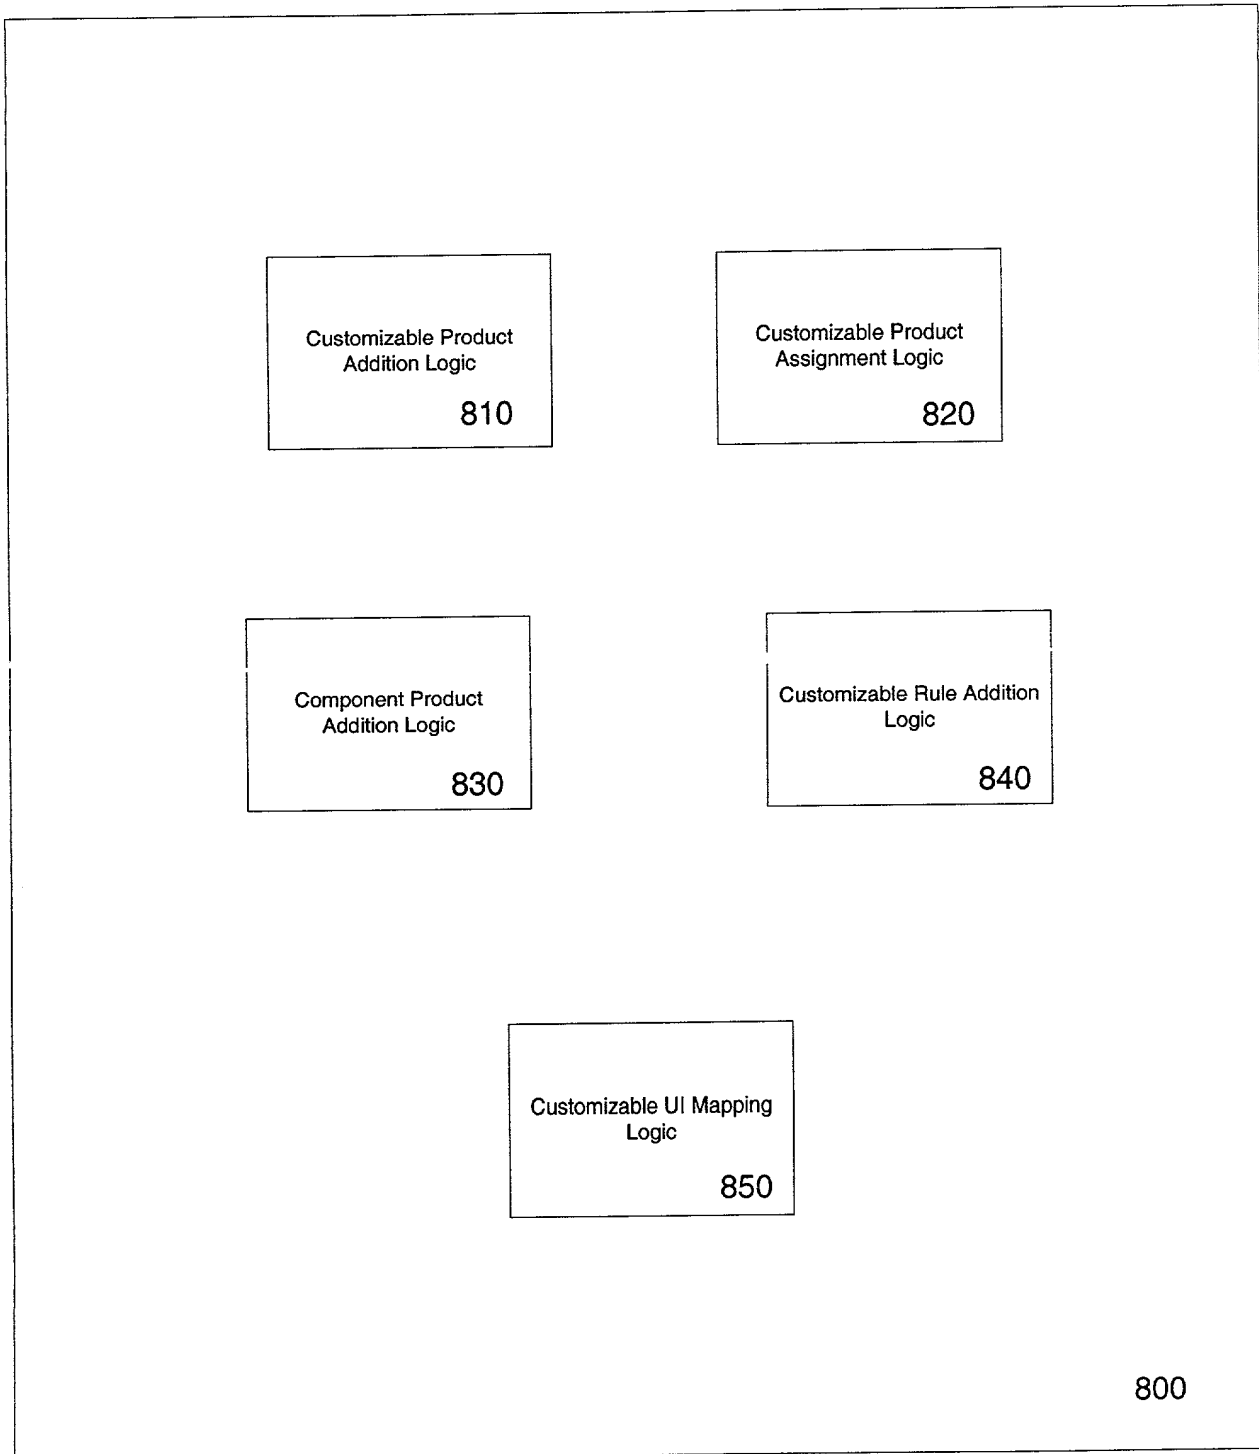 Customizable Product
Addition Logic
810
Customizable Product
Assignment Logic
820
Component Product
Addition Logic
830
Customizable Rule Addition
Logic
840
Customizable UI Mapping
Logic
850
800